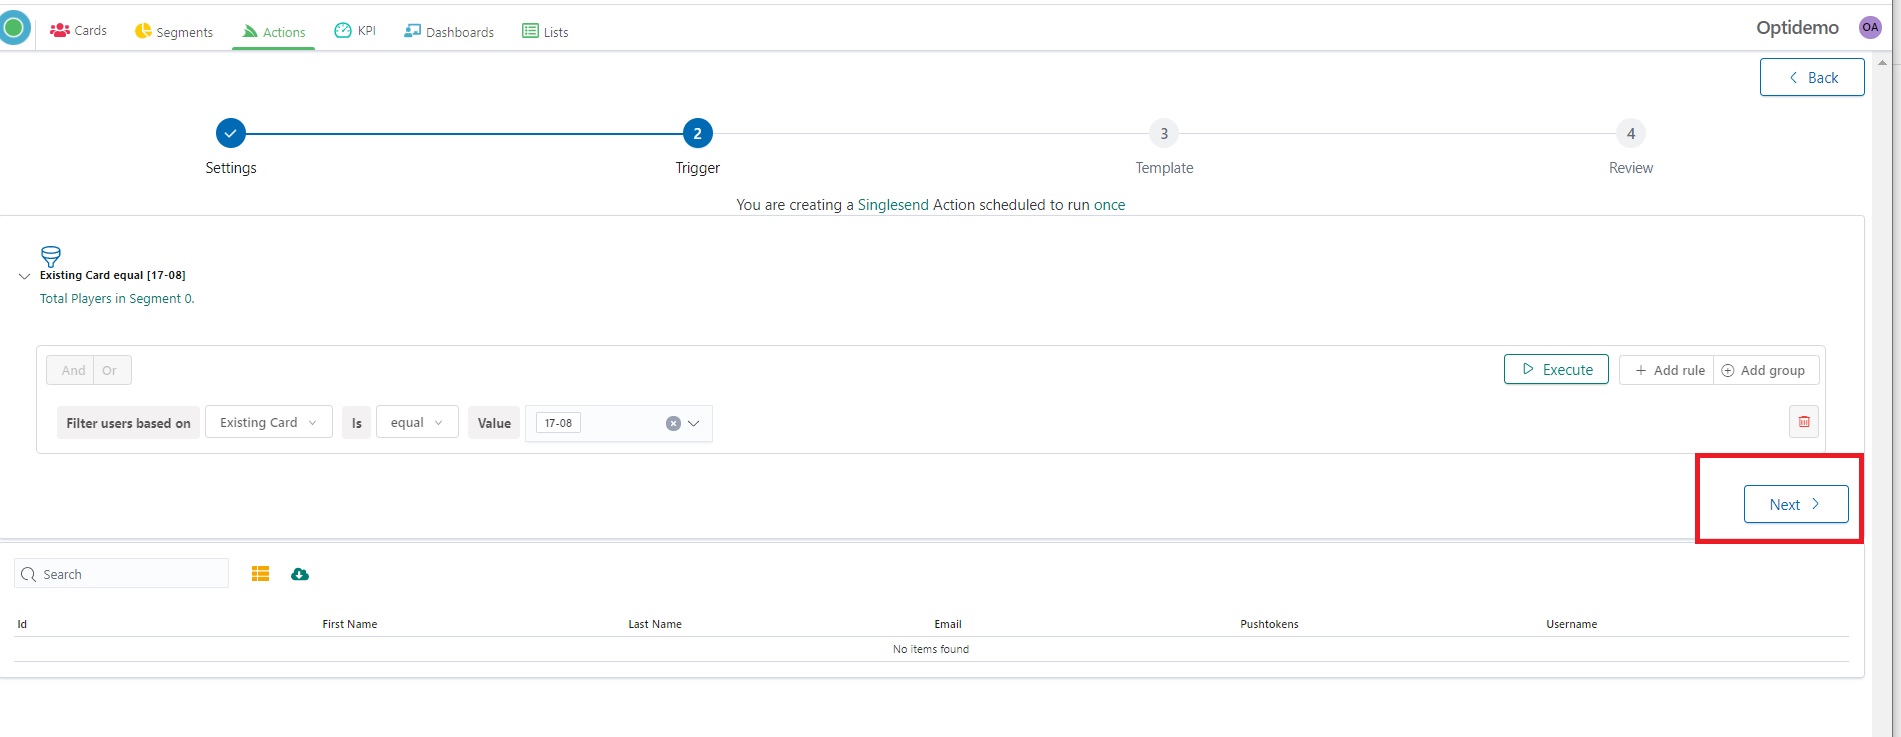 Cards Segments Actions KPI Dashboards Lists Optidemo OA
Back
2 3 4
Settings Trigger Template Review
You are creating a Singlesend Action scheduled to run once
Existing Card equal [17-08]
Total Players in Segment 0.
And Or Execute + Add rule Add group
Filter users based on Existing Card Is equal Value 17-08
Next
Search
Id First Name Last Name Email Pushtokens Username
No items found